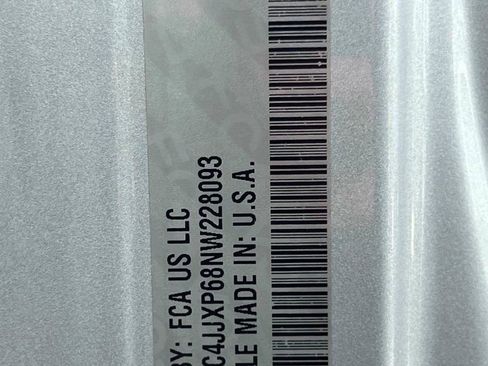 BY: FCA US LLC
C4JJXP68NW228093
LE MADE IN: U.S.A.